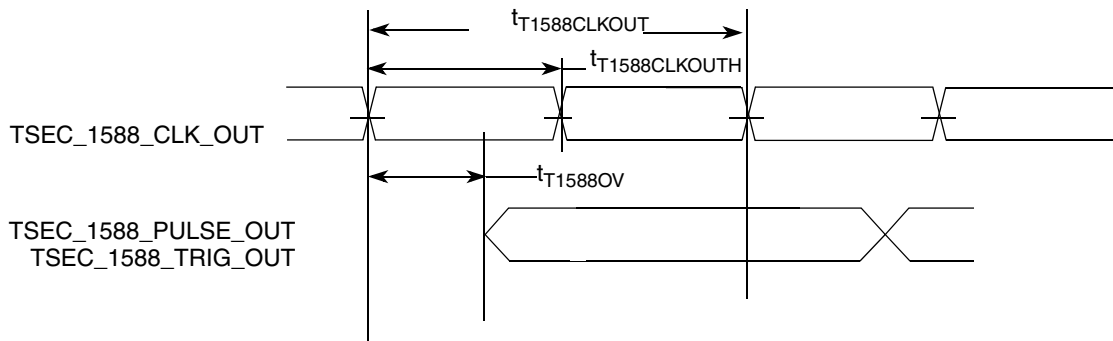 tT1588CLKOUT
tT1588CLKOUTH
TSEC_1588_CLK_OUT
tT1588OV
TSEC_1588_PULSE_OUT
TSEC_1588_TRIG_OUT